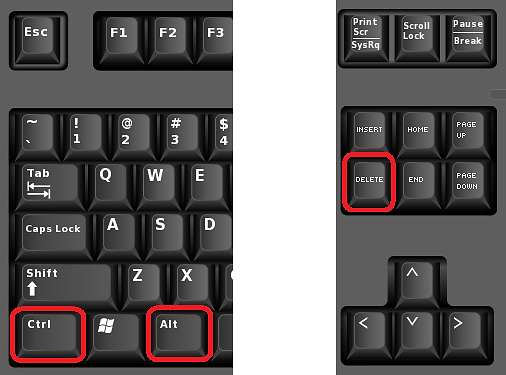 Esc F1 F2 F3
Print
Scr
SysRq
Scroll
Lock
Pause
Break
~ ! @ # $
` 1 2 3 4
INSERT HOME PAGE
UP
Tab Q W E
DELETE END PAGE
DOWN
Caps Lock A S D
Shift Z X
Ctrl Alt